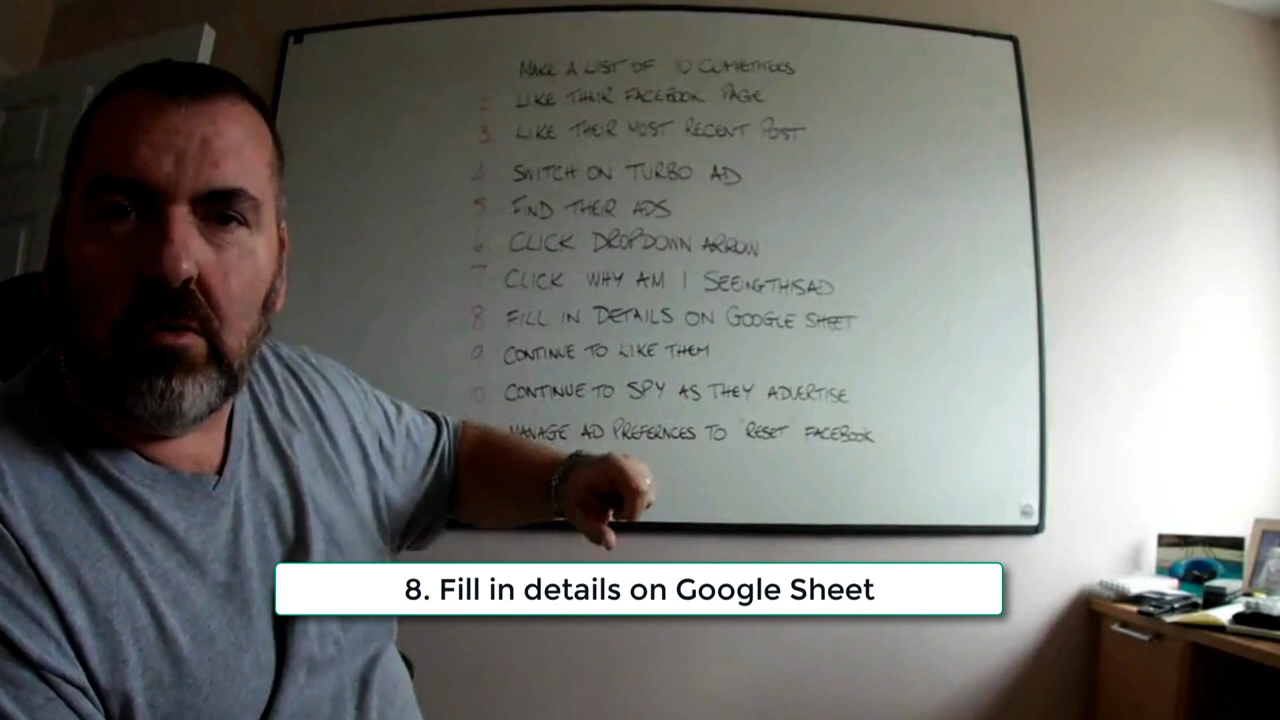 MAKE A LIST OF 10 COMPETITORS
2 LIKE THEIR FACEBOOK PAGE
3 LIKE THEIR MOST RECENT POST
4 SWITCH ON TURBO AD
5 FIND THEIR ADS
6 CLICK DROPDOWN ARROW
7 CLICK WHY AM I SEEINGTHISAD
8 FILL IN DETAILS ON GOOGLE SHEET
9 CONTINUE TO LIKE THEM
10 CONTINUE TO SPY AS THEY ADVERTISE
MANAGE AD PREFERNCES TO RESET FACEBOOK
8. Fill in details on Google Sheet